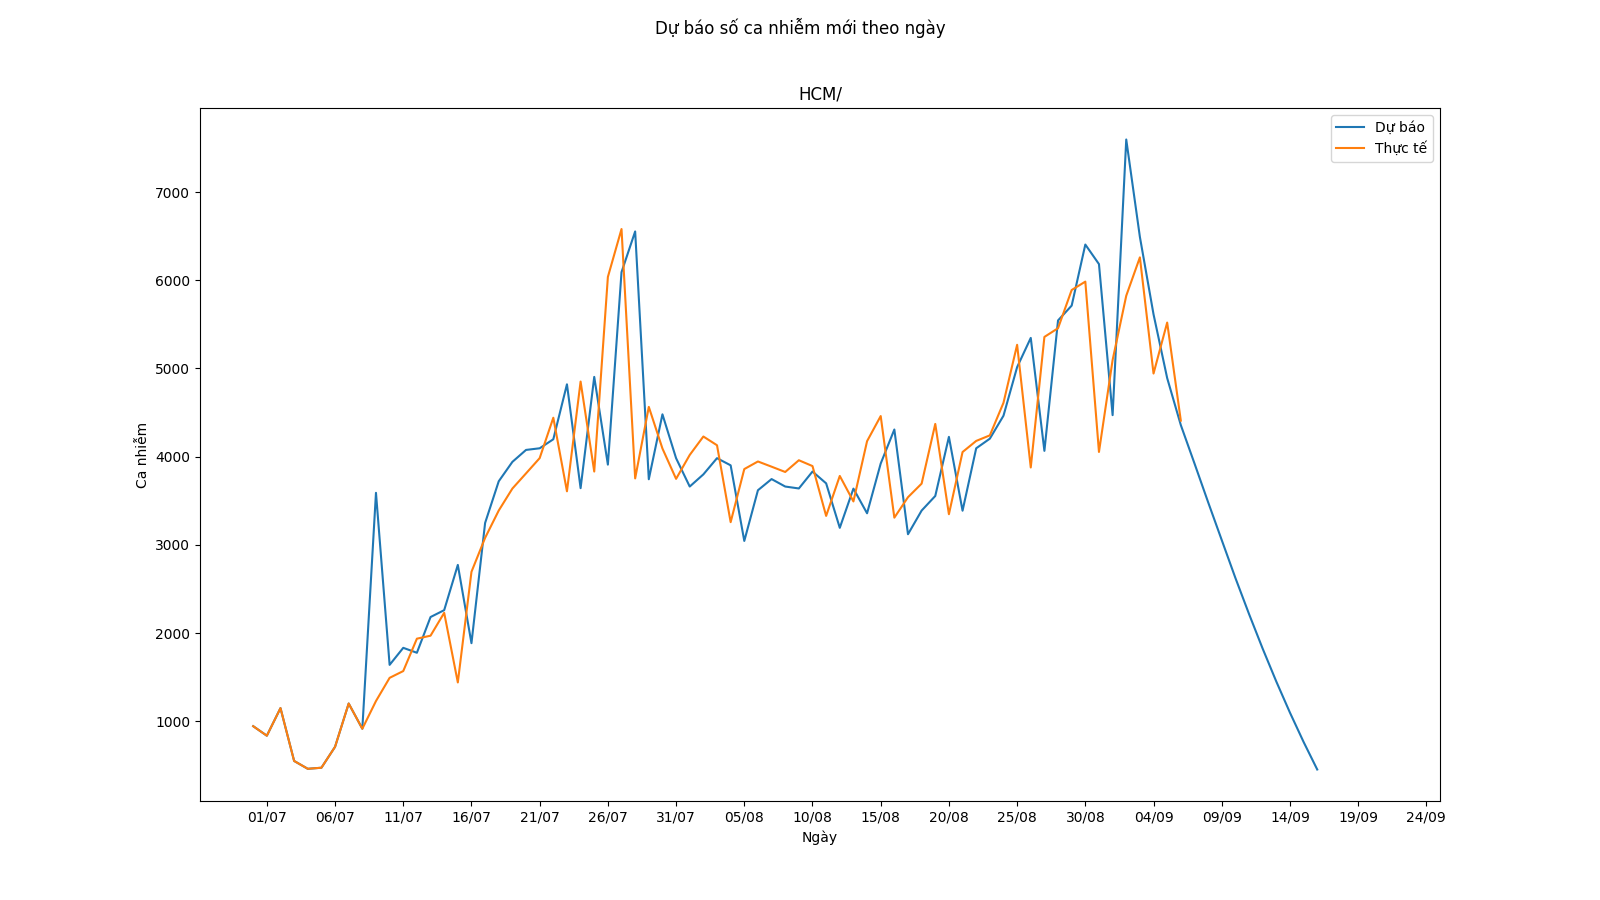 Dự báo số ca nhiễm mới theo ngày
HCM/
Dự báo
Thực tế
7000
6000
5000
4000
3000
2000
1000
Ca nhiễm
01/07 06/07 11/07 16/07 21/07 26/07 31/07 05/08 10/08 15/08 20/08 25/08 30/08 04/09 09/09 14/09 19/09 24/09
Ngày